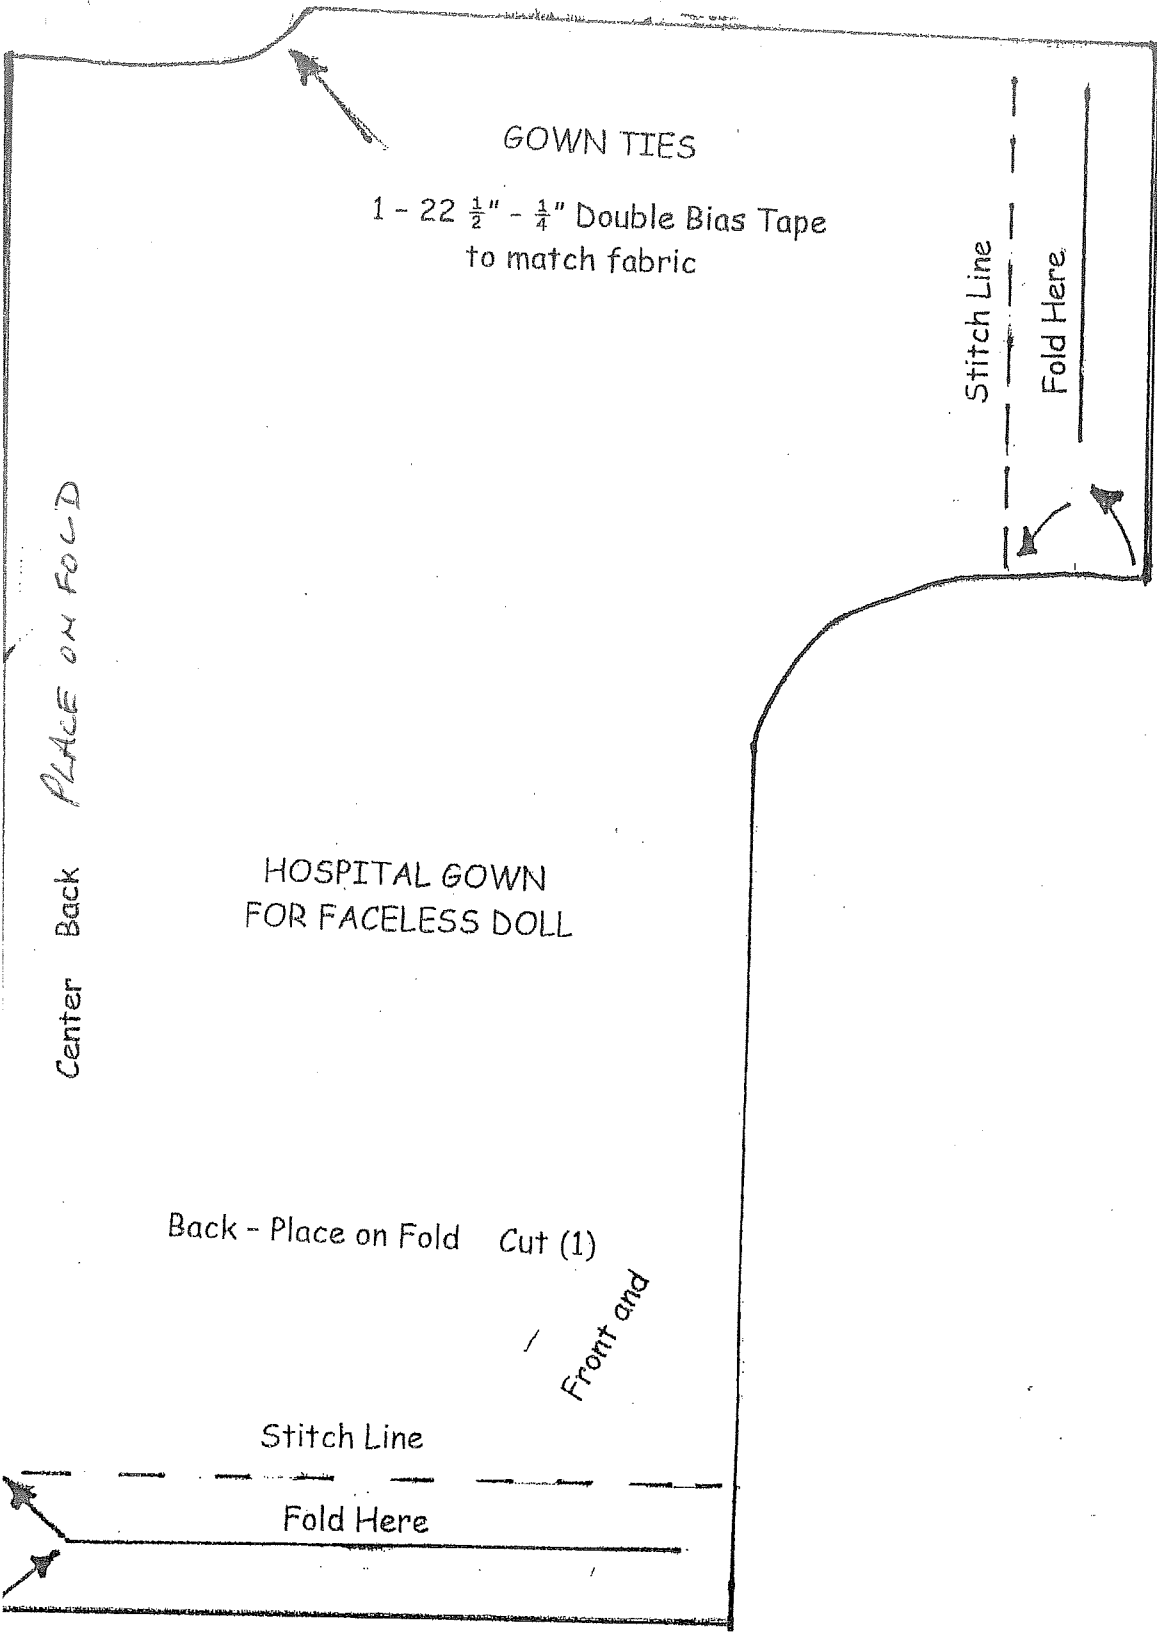 GOWN TIES
1 - 22 ½" - ¼" Double Bias Tape
to match fabric
Stitch Line
Fold Here
Center Back PLACE ON FOLD
HOSPITAL GOWN
FOR FACELESS DOLL
Back - Place on Fold Cut (1)
Front and
Stitch Line
Fold Here